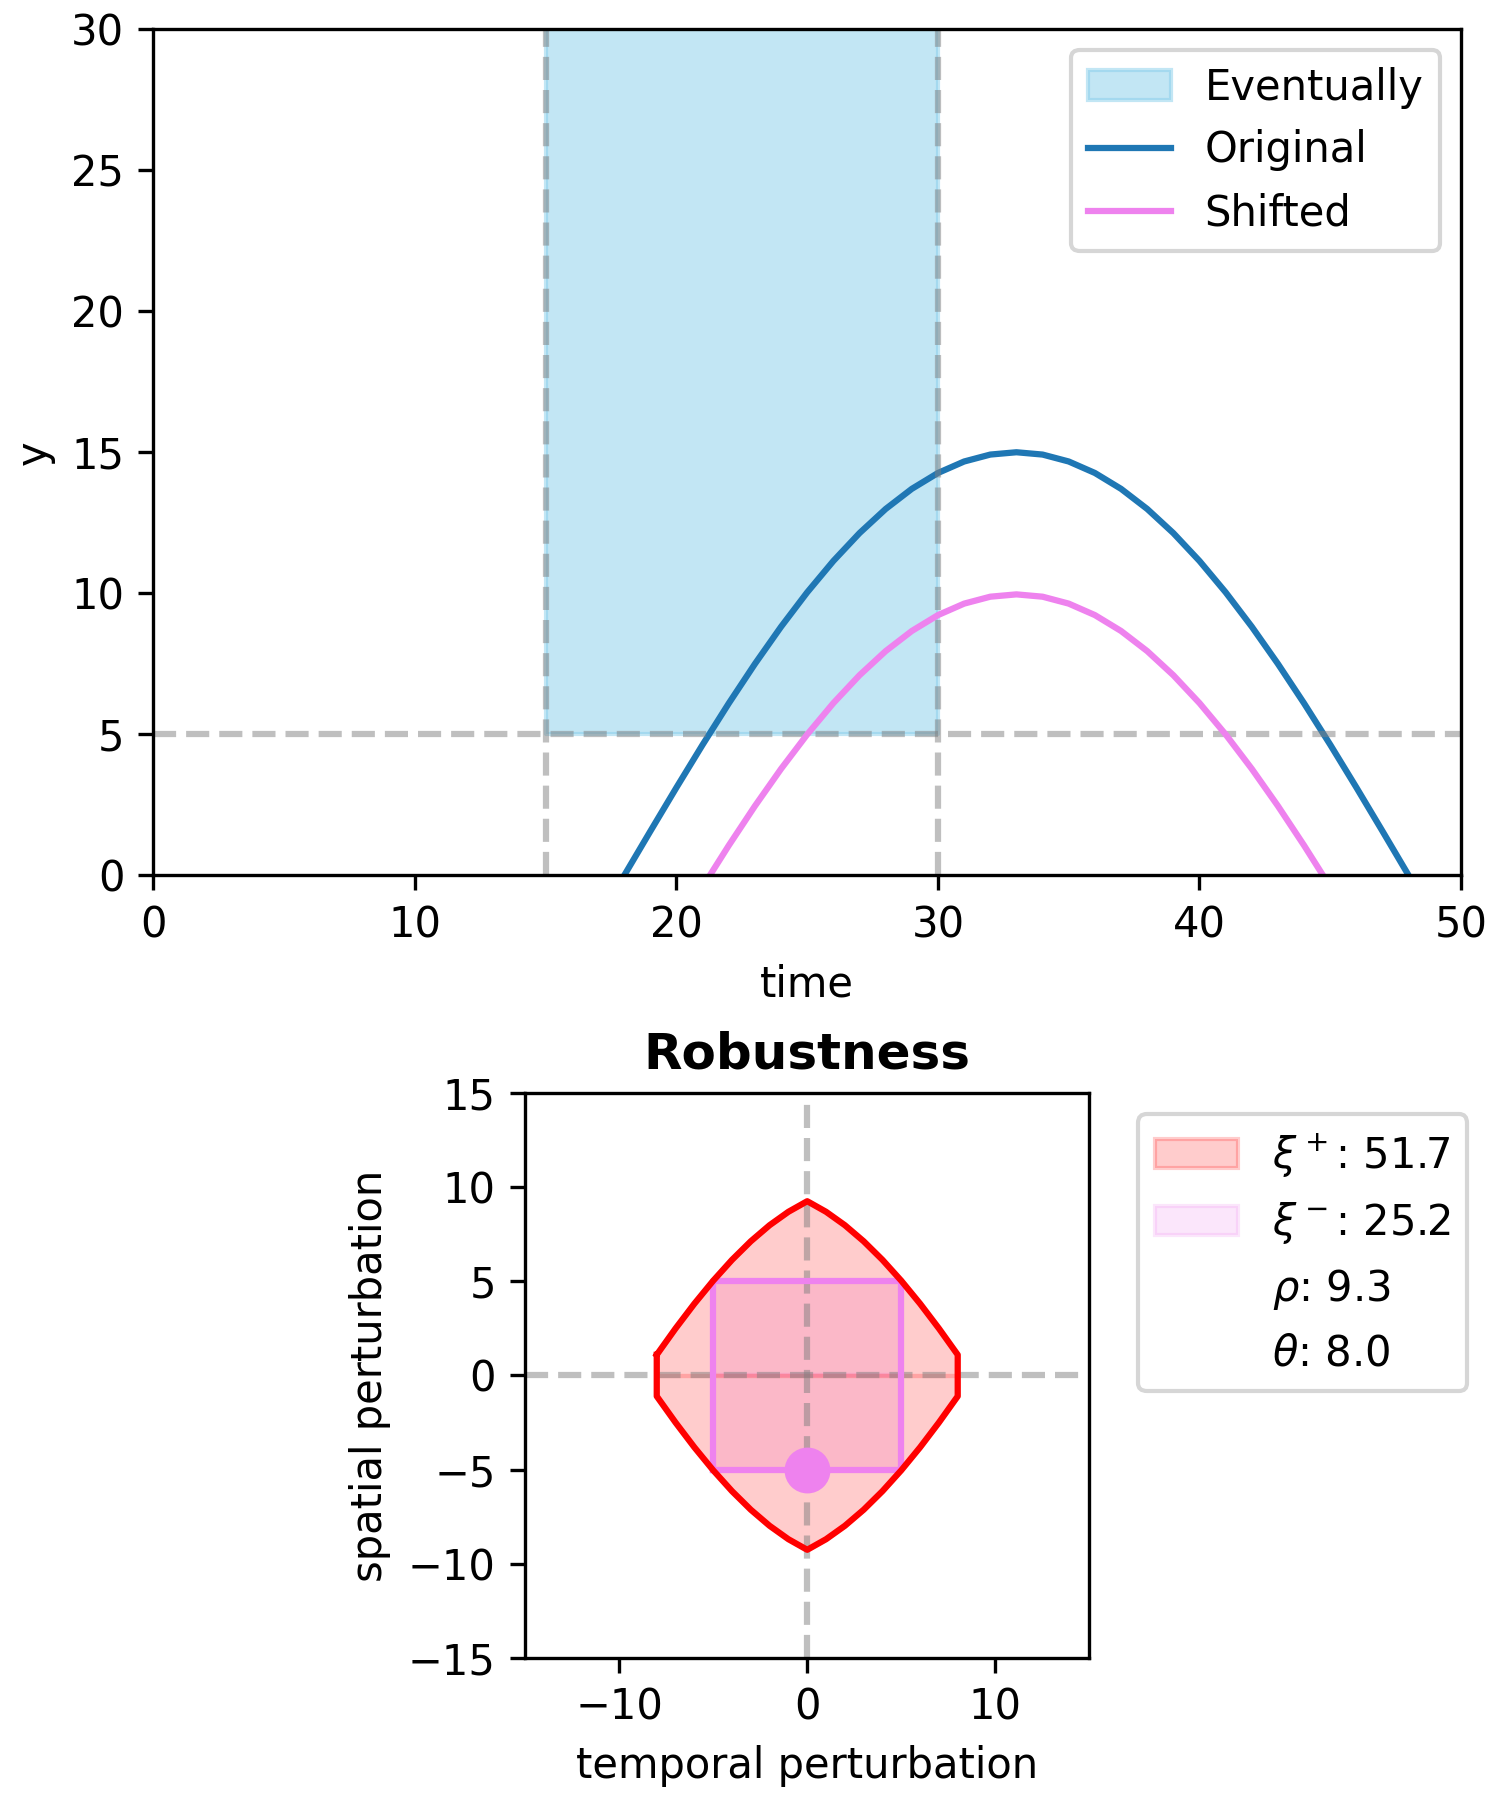 30
25
20
15
10
5
0
y
Eventually
Original
Shifted
0 10 20 30 40 50
time
Robustness
15
10
5
0
−5
−10
−15
spatial perturbation
ξ⁺: 51.7
ξ⁻: 25.2
ρ: 9.3
θ: 8.0
−10 0 10
temporal perturbation